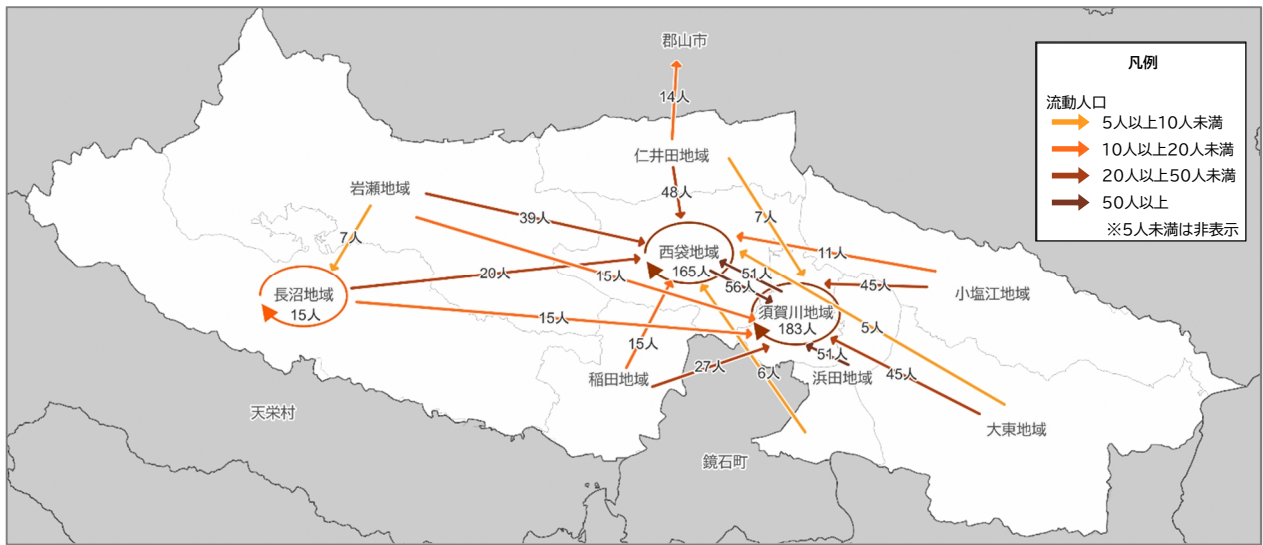 郡山市
凡例
流動人口
5人以上10人未満
10人以上20人未満
20人以上50人未満
50人以上
※5人未満は非表示
14人
仁井田地域
岩瀬地域
48人
39人
7人
7人
西袋地域
165人
11人
20人
15人
51人
56人
45人
長沼地域
15人
小塩江地域
須賀川地域
183人
15人
5人
15人
51人
27人
6人
45人
稲田地域
浜田地域
天栄村
大東地域
鏡石町